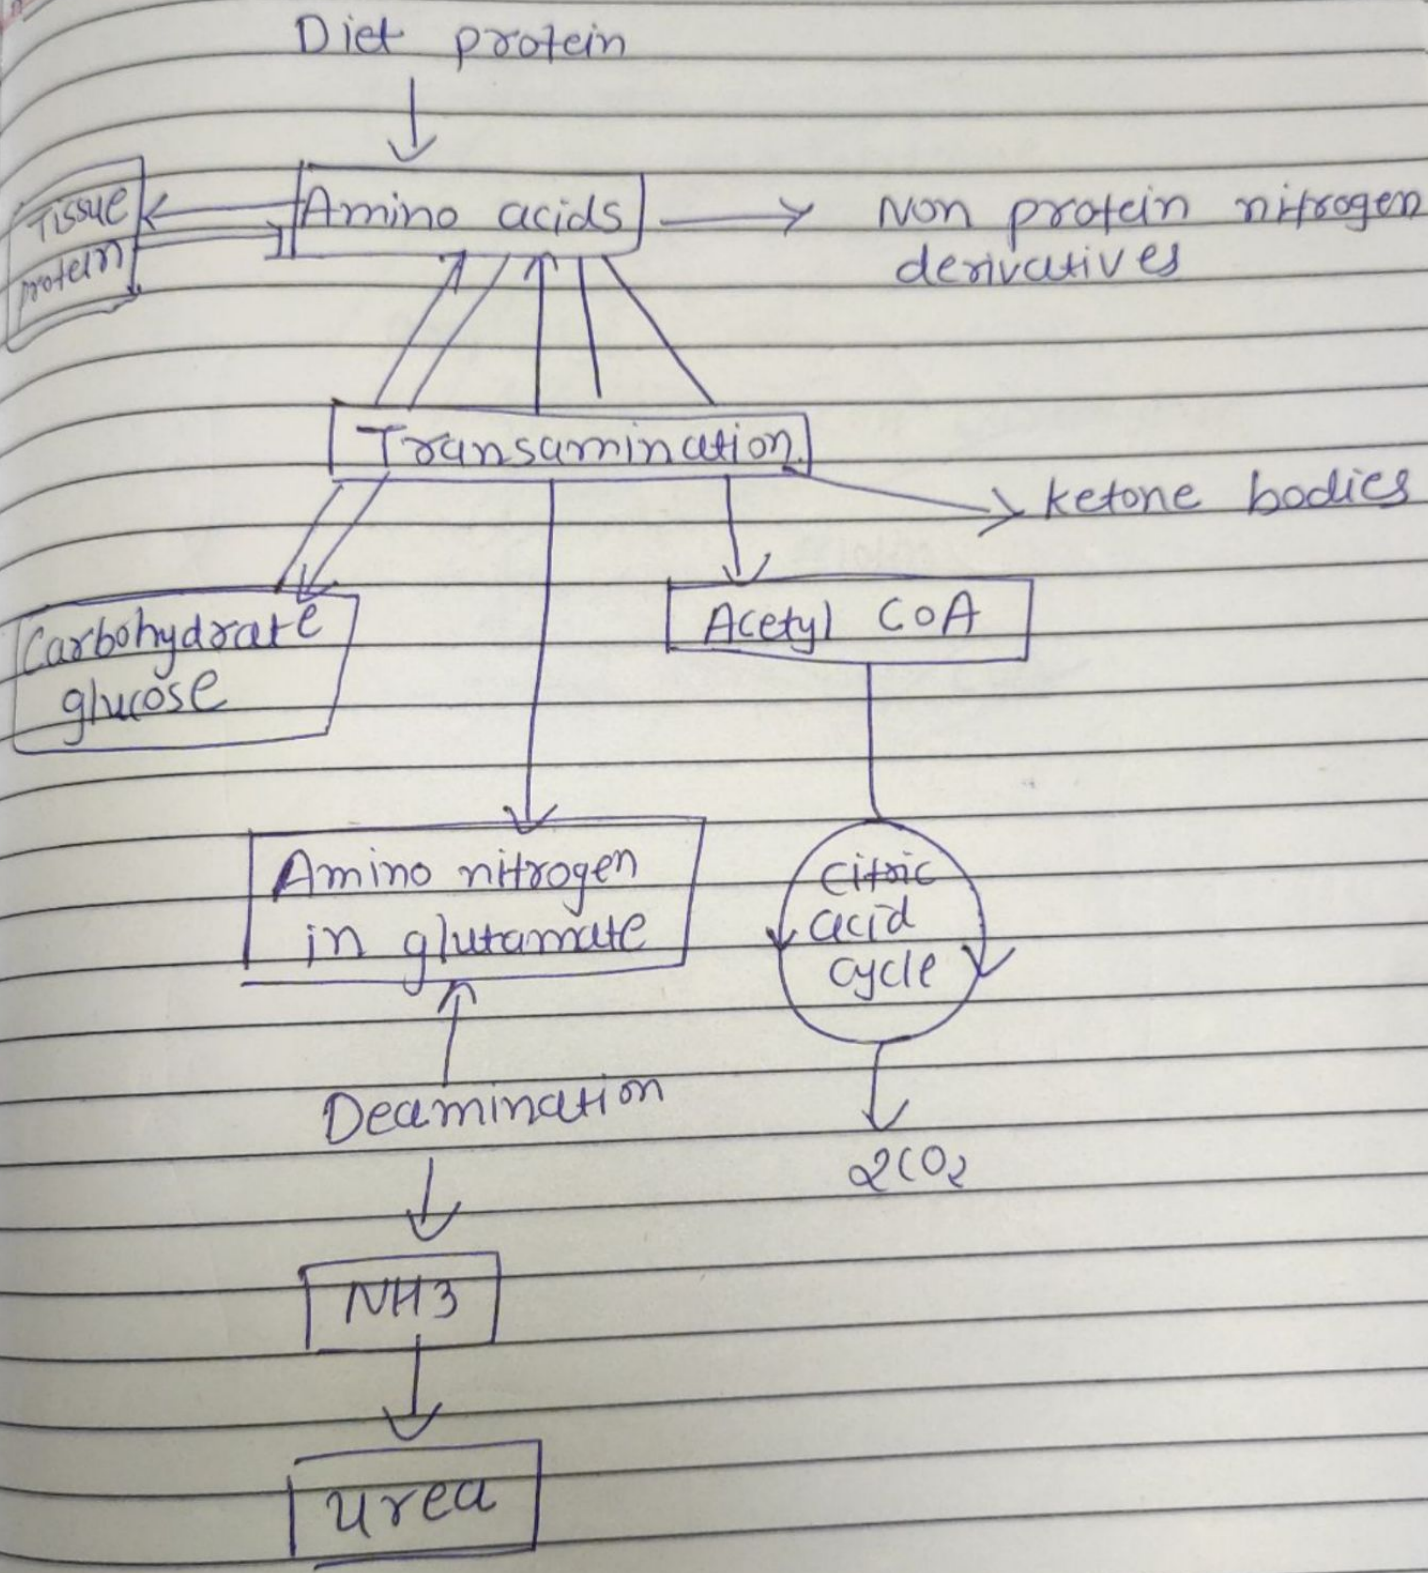 Diet protein
Tissue
protein
Amino acids
Non protein nitrogen
derivatives
Transamination.
Ketone bodies
Carbohydrate
glucose
Acetyl CoA
Amino nitrogen
in glutamate
Citric
acid
cycle
Deamination
2CO2
NH3
Urea